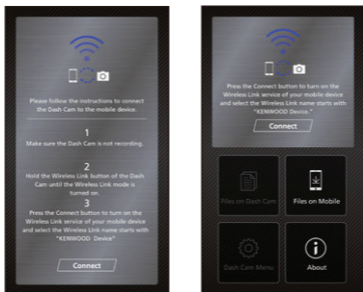 Please follow the instructions to connect
the Dash Cam to the mobile device.
1
Make sure the Dash Cam is not recording.
2
Hold the Wireless Link button of the Dash
Cam until the Wireless Link mode is
turned on.
3
Press the Connect button to turn on the
Wireless Link service of your mobile device
and select the Wireless Link name starts with
"KENWOOD Device"
Connect
Press the Connect button to turn on the
Wireless Link service of your mobile device
and select the Wireless Link name starts with
"KENWOOD Device."
Connect
Files on Dash Cam
Files on Mobile
Dash Cam Menu
About